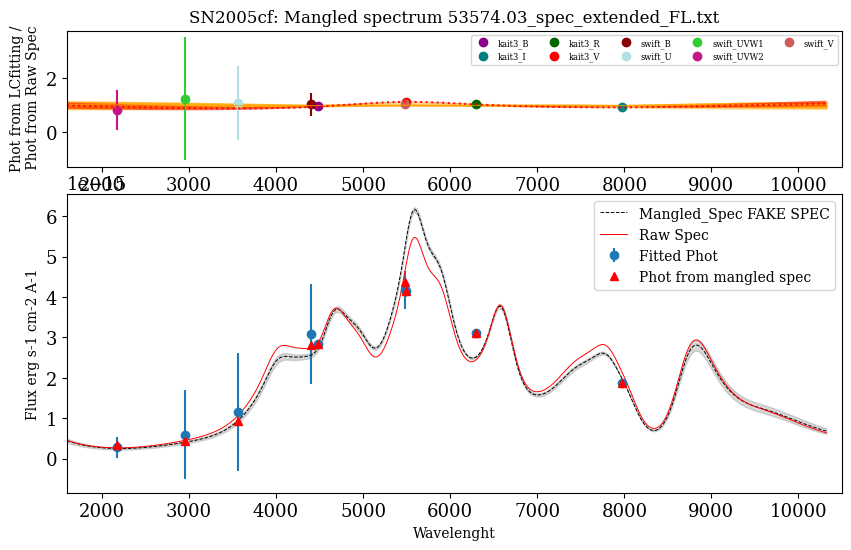 SN2005cf: Mangled spectrum 53574.03_spec_extended_FL.txt
Phot from LCfitting /
Phot from Raw Spec
2
0
kait3_B kait3_R swift_B swift_UVW1 swift_V
kait3_I kait3_V swift_U swift_UVW2
2000 3000 4000 5000 6000 7000 8000 9000 10000
1e−15
Flux erg s-1 cm-2 A-1
6
5
4
3
2
1
0
Mangled_Spec FAKE SPEC
Raw Spec
Fitted Phot
Phot from mangled spec
2000 3000 4000 5000 6000 7000 8000 9000 10000
Wavelenght